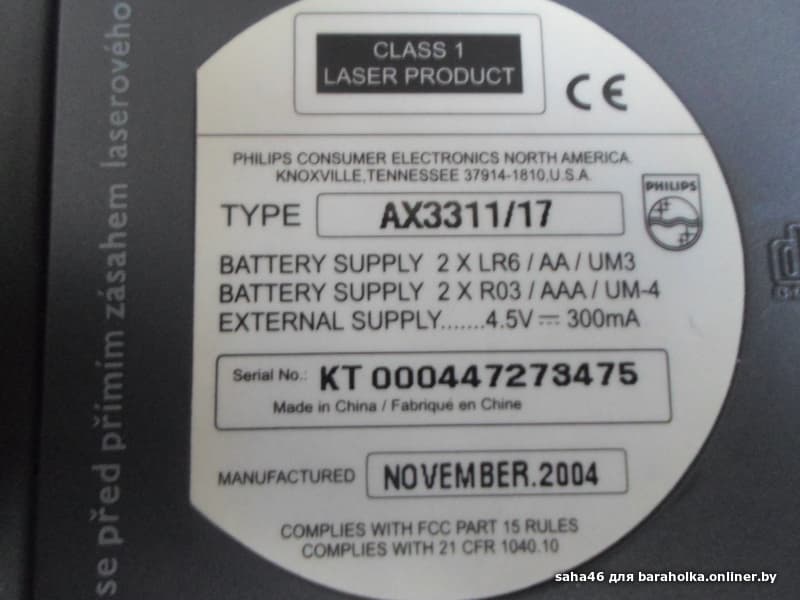 se před přímím zásahem laserového
CLASS 1
LASER PRODUCT
CE
PHILIPS CONSUMER ELECTRONICS NORTH AMERICA.
KNOXVILLE,TENNESSEE 37914-1810,U.S.A.
PHILIPS
TYPE AX3311/17
BATTERY SUPPLY 2 X LR6 / AA / UM3
BATTERY SUPPLY 2 X R03 / AAA / UM-4
EXTERNAL SUPPLY.......4.5V ⎓ 300mA
Serial No.: KT 000447273475
Made in China / Fabriqué en Chine
MANUFACTURED NOVEMBER.2004
COMPLIES WITH FCC PART 15 RULES
COMPLIES WITH 21 CFR 1040.10
saha46 для baraholka.onliner.by